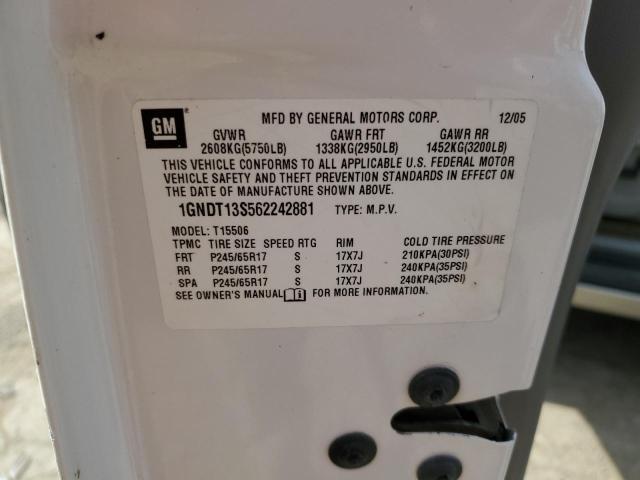 GM
MFD BY GENERAL MOTORS CORP. 12/05
GVWR GAWR FRT GAWR RR
2608KG(5750LB) 1338KG(2950LB) 1452KG(3200LB)
THIS VEHICLE CONFORMS TO ALL APPLICABLE U.S. FEDERAL MOTOR
VEHICLE SAFETY AND THEFT PREVENTION STANDARDS IN EFFECT ON
THE DATE OF MANUFACTURE SHOWN ABOVE.
1GNDT13S562242881 TYPE: M.P.V.
MODEL: T15506
TPMC TIRE SIZE SPEED RTG RIM COLD TIRE PRESSURE
FRT P245/65R17 S 17X7J 210KPA(30PSI)
RR P245/65R17 S 17X7J 240KPA(35PSI)
SPA P245/65R17 S 17X7J 240KPA(35PSI)
SEE OWNER'S MANUAL FOR MORE INFORMATION.